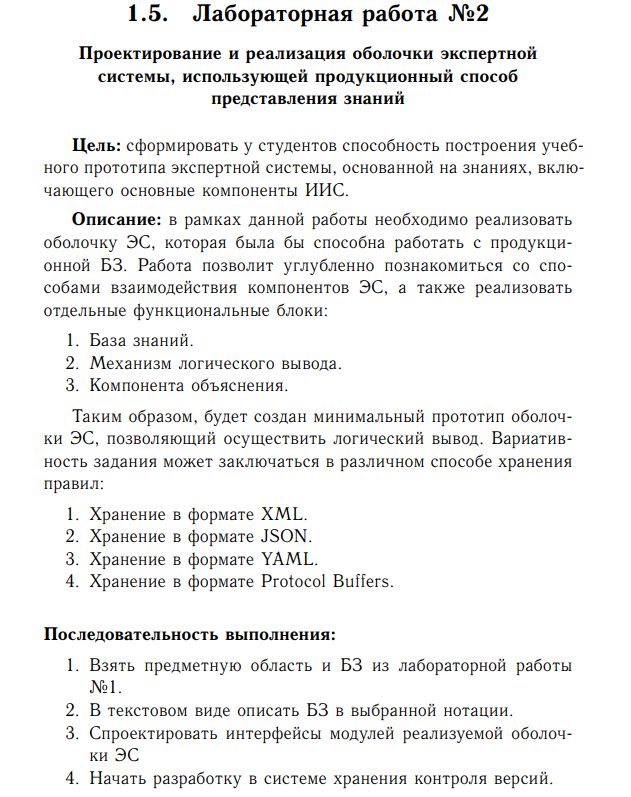 1.5. Лабораторная работа №2
Проектирование и реализация оболочки экспертной
системы, использующей продукционный способ
представления знаний
Цель: сформировать у студентов способность построения учеб-
ного прототипа экспертной системы, основанной на знаниях, вклю-
чающего основные компоненты ИИС.
Описание: в рамках данной работы необходимо реализовать
оболочку ЭС, которая была бы способна работать с продукци-
онной БЗ. Работа позволит углубленно познакомиться со спо-
собами взаимодействия компонентов ЭС, а также реализовать
отдельные функциональные блоки:
1. База знаний.
2. Механизм логического вывода.
3. Компонента объяснения.
Таким образом, будет создан минимальный прототип оболоч-
ки ЭС, позволяющий осуществить логический вывод. Вариатив-
ность задания может заключаться в различном способе хранения
правил:
1. Хранение в формате XML.
2. Хранение в формате JSON.
3. Хранение в формате YAML.
4. Хранение в формате Protocol Buffers.
Последовательность выполнения:
1. Взять предметную область и БЗ из лабораторной работы
№1.
2. В текстовом виде описать БЗ в выбранной нотации.
3. Спроектировать интерфейсы модулей реализуемой оболоч-
ки ЭС
4. Начать разработку в системе хранения контроля версий.